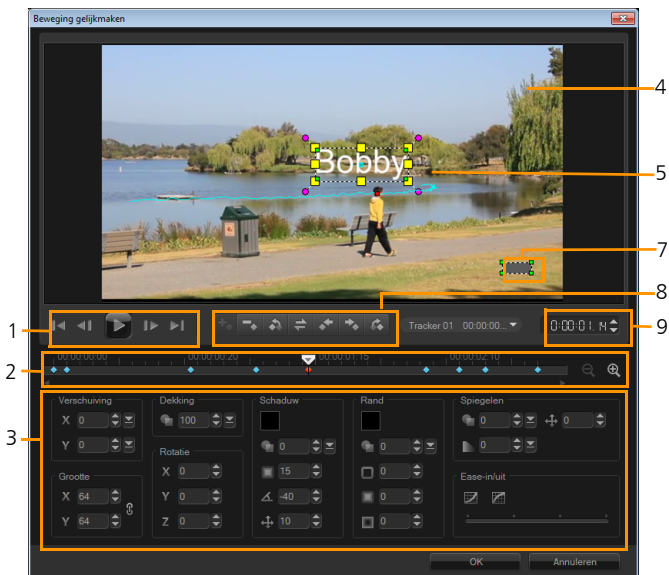 Beweging gelijkmaken
4
Bobby
5
7
8
1
Tracker 01 00:00:00...
0:00:01. 14
9
00:00:00:00 00:00:00:20 00:00:01:15 00:00:02:10
2
3
Verschuiving Dekking Schaduw Rand Spiegelen
X 0 100 0 0 0 0
Y 0 Rotatie 15 0 0
Grootte X 0
X 64 Y 0 -40 0 Ease-in/uit
Y 64 Z 0 10 0
OK Annuleren